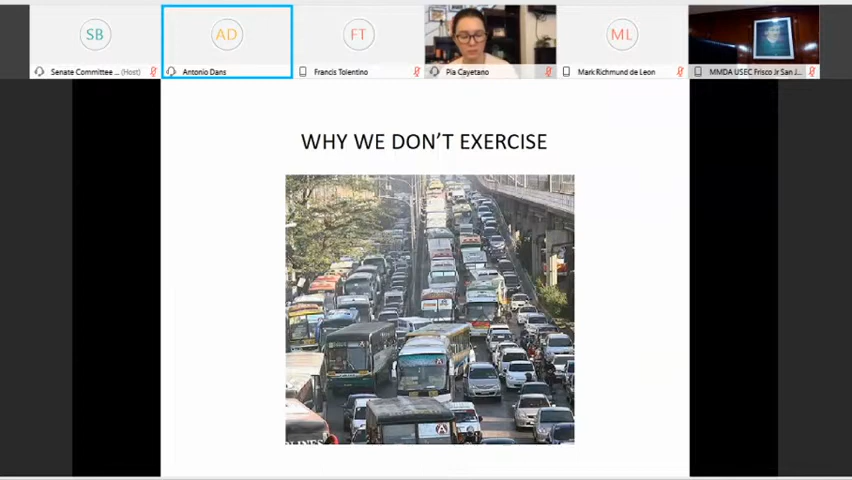 SB
AD
FT
ML
Senate Committee ... (Host)
Antonio Dans
Francis Tolentino
Pia Cayetano
Mark Richmund de Leon
MMDA USEC Frisco Jr San J...
WHY WE DON'T EXERCISE
A
A
LINES